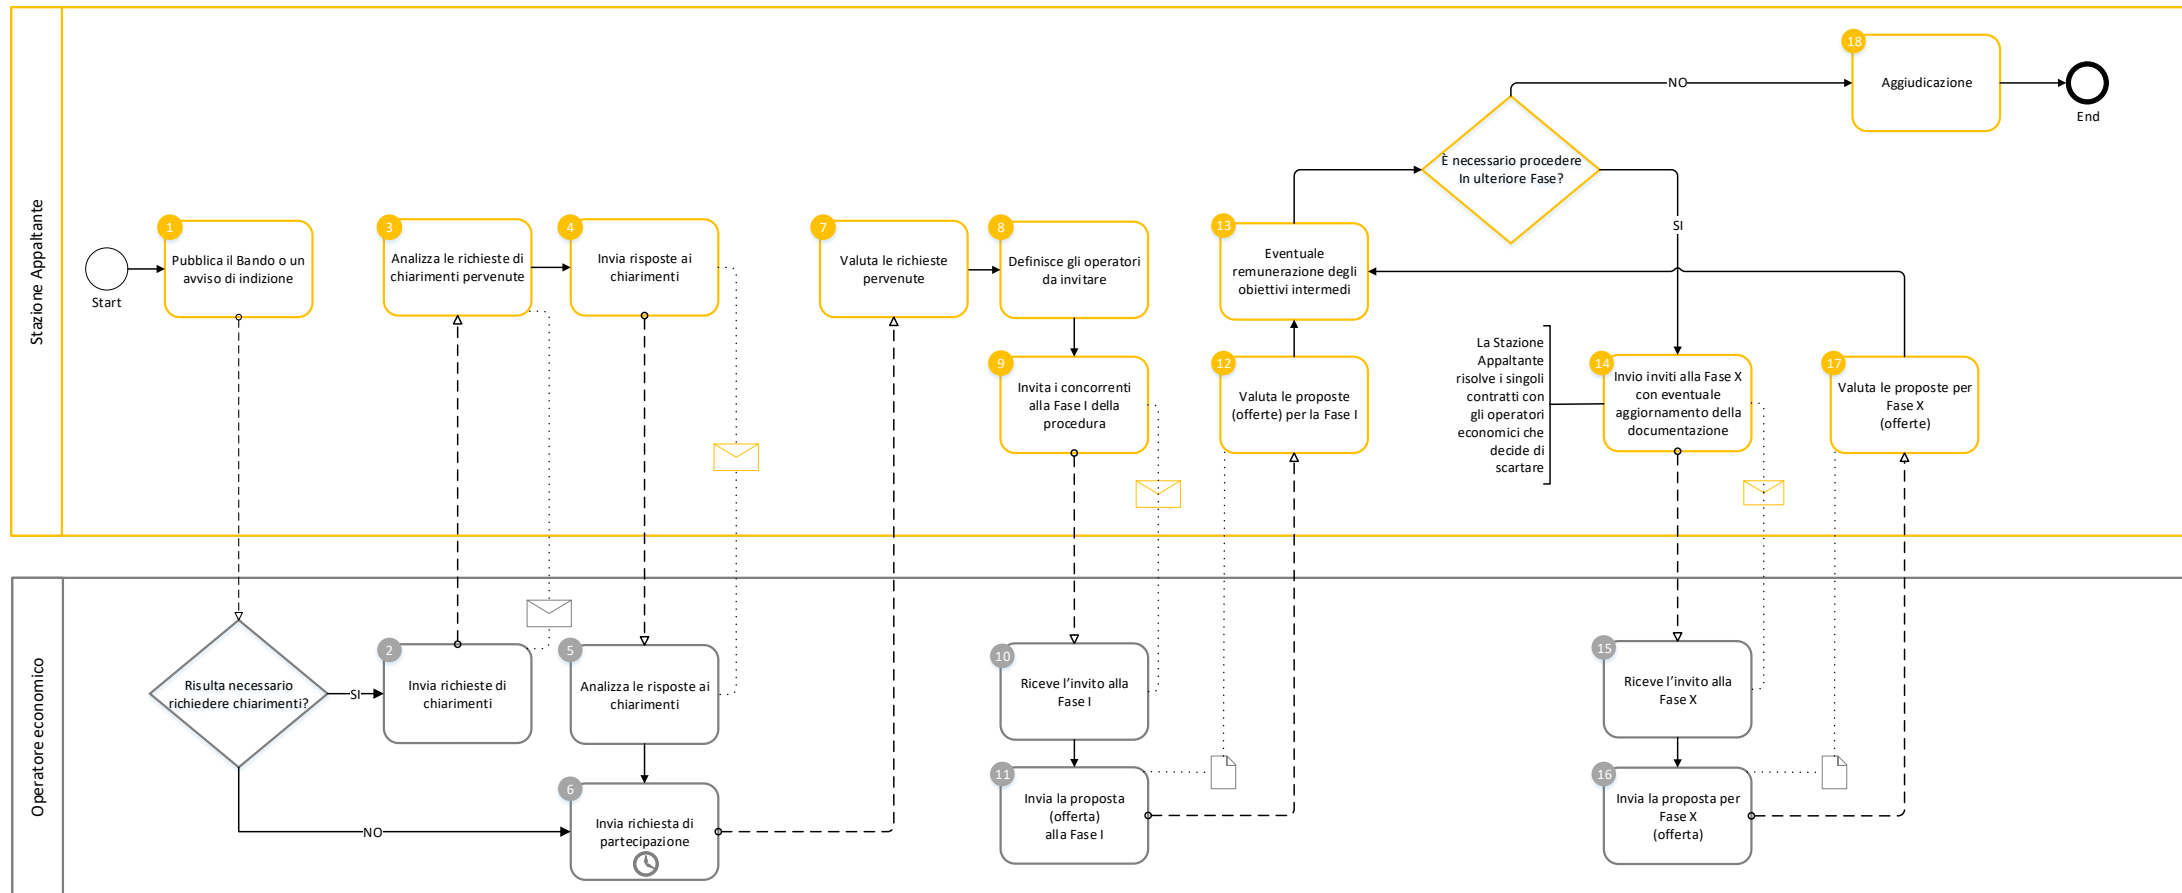 Stazione Appaltante
Start
1
Pubblica il Bando o un
avviso di indizione
3
Analizza le richieste di
chiarimenti pervenute
4
Invia risposte ai
chiarimenti
7
Valuta le richieste
pervenute
8
Definisce gli operatori
da invitare
9
Invita i concorrenti
alla Fase I della
procedura
13
Eventuale
remunerazione degli
obiettivi intermedi
12
Valuta le proposte
(offerte) per la Fase I
È necessario procedere
In ulteriore Fase?
NO
SI
18
Aggiudicazione
End
La Stazione
Appaltante
risolve i singoli
contratti con
gli operatori
economici che
decide di
scartare
14
Invio inviti alla Fase X
con eventuale
aggiornamento della
documentazione
17
Valuta le proposte per
Fase X
(offerte)
Operatore economico
Risulta necessario
richiedere chiarimenti?
SI
NO
2
Invia richieste di
chiarimenti
5
Analizza le risposte ai
chiarimenti
6
Invia richiesta di
partecipazione
10
Riceve l'invito alla
Fase I
11
Invia la proposta
(offerta)
alla Fase I
15
Riceve l'invito alla
Fase X
16
Invia la proposta per
Fase X
(offerta)